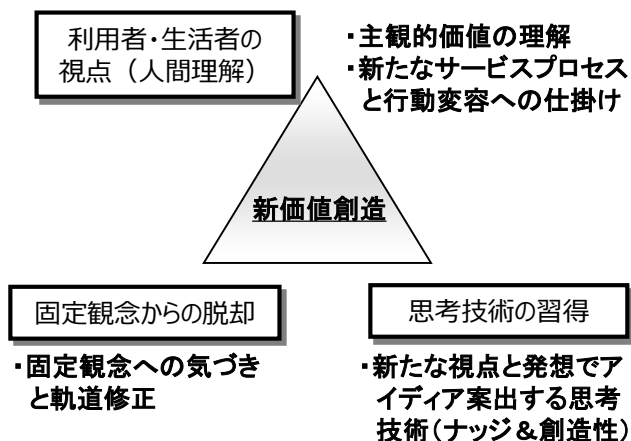 利用者・生活者の
視点（人間理解）
・主観的価値の理解
・新たなサービスプロセス
と行動変容への仕掛け
新価値創造
固定観念からの脱却
・固定観念への気づき
と軌道修正
思考技術の習得
・新たな視点と発想でア
イディア案出する思考
技術（ナッジ＆創造性）